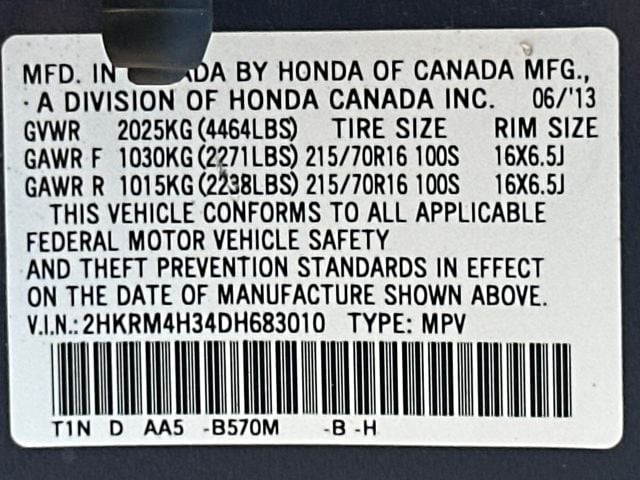 MFD. IN BY HONDA OF CANADA MFG.,
· A DIVISION OF HONDA CANADA INC. 06/'13
GVWR 2025KG (4464LBS) TIRE SIZE RIM SIZE
GAWR F 1030KG (2271LBS) 215/70R16 100S 16X6.5J
GAWR R 1015KG (2238LBS) 215/70R16 100S 16X6.5J
THIS VEHICLE CONFORMS TO ALL APPLICABLE
FEDERAL MOTOR VEHICLE SAFETY
AND THEFT PREVENTION STANDARDS IN EFFECT
ON THE DATE OF MANUFACTURE SHOWN ABOVE.
V.I.N.: 2HKRM4H34DH683010 TYPE: MPV
T1N D AA5 -B570M -B -H